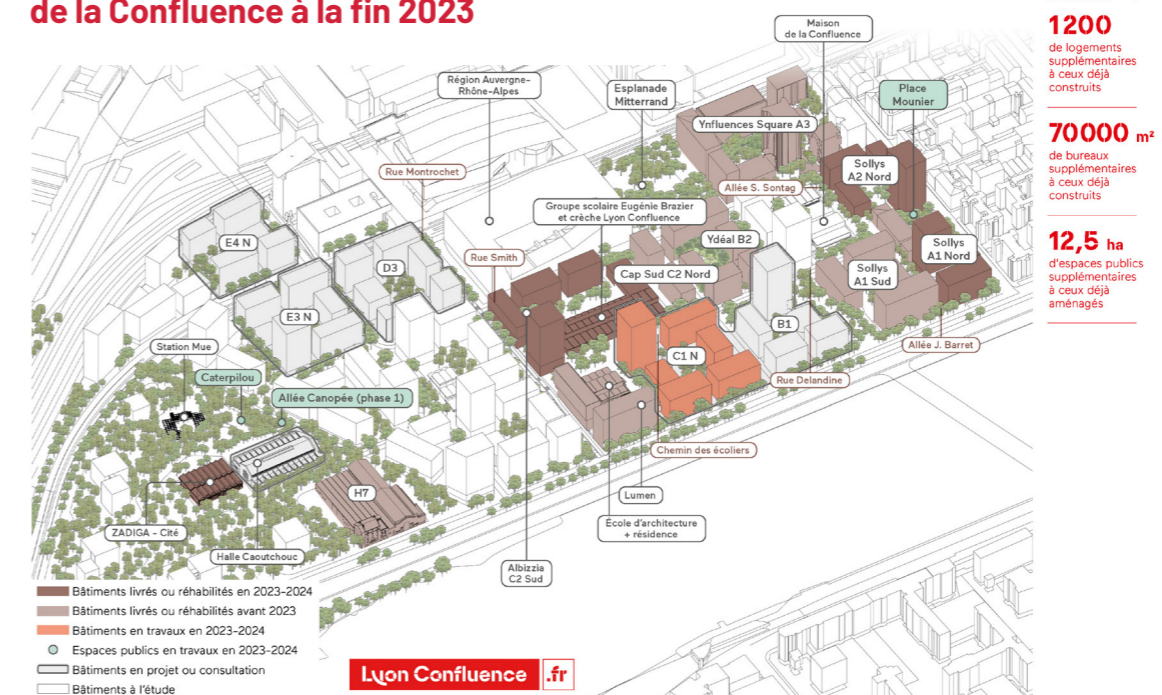 de la Confluence à la fin 2023
1200
de logements
supplémentaires
à ceux déjà
construits
70000 m²
de bureaux
supplémentaires
à ceux déjà
construits
12,5 ha
d'espaces publics
supplémentaires
à ceux déjà
aménagés
Maison
de la Confluence
Région Auvergne-
Rhône-Alpes
Esplanade
Mitterrand
Place
Mounier
Ynfluences Square A3
Sollys
A2 Nord
Rue Montrochet
Allée S. Sontag
Groupe scolaire Eugénie Brazier
et crèche Lyon Confluence
E4 N
Ydéal B2
Sollys
A1 Nord
Rue Smith
D3
Cap Sud C2 Nord
Sollys
A1 Sud
E3 N
B1
Station Mue
Allée J. Barret
C1 N
Caterpilou
Rue Delandine
Allée Canopée (phase 1)
Chemin des écoliers
H7
Lumen
ZADIGA - Cité
École d'architecture
+ résidence
Halle Caoutchouc
Albizzia
C2 Sud
Bâtiments livrés ou réhabilités en 2023-2024
Bâtiments livrés ou réhabilités avant 2023
Bâtiments en travaux en 2023-2024
Espaces publics en travaux en 2023-2024
Bâtiments en projet ou consultation
Bâtiments à l'étude
Lyon Confluence .fr